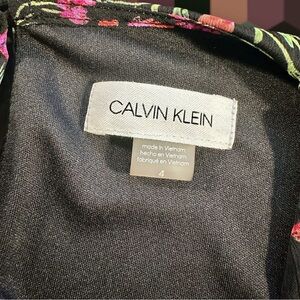 CALVIN KLEIN
made in Vietnam
hecho en Vietnam
fabriqué en Vietnam
4